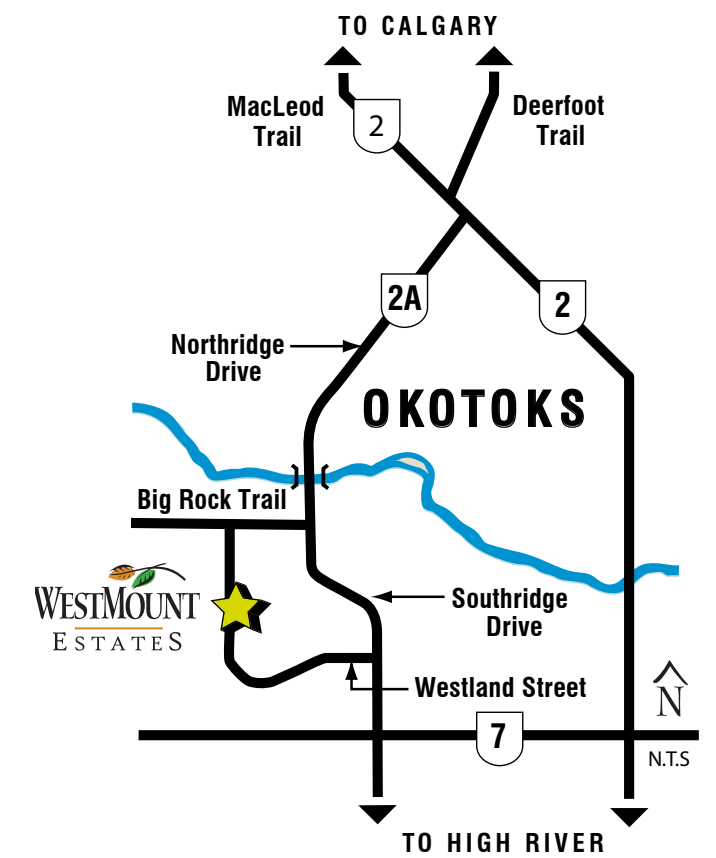 TO CALGARY
MacLeod
Trail
2
Deerfoot
Trail
2A
2
Northridge
Drive
OKOTOKS
Big Rock Trail
WESTMOUNT
ESTATES
Southridge
Drive
Westland Street
N
7
N.T.S
TO HIGH RIVER